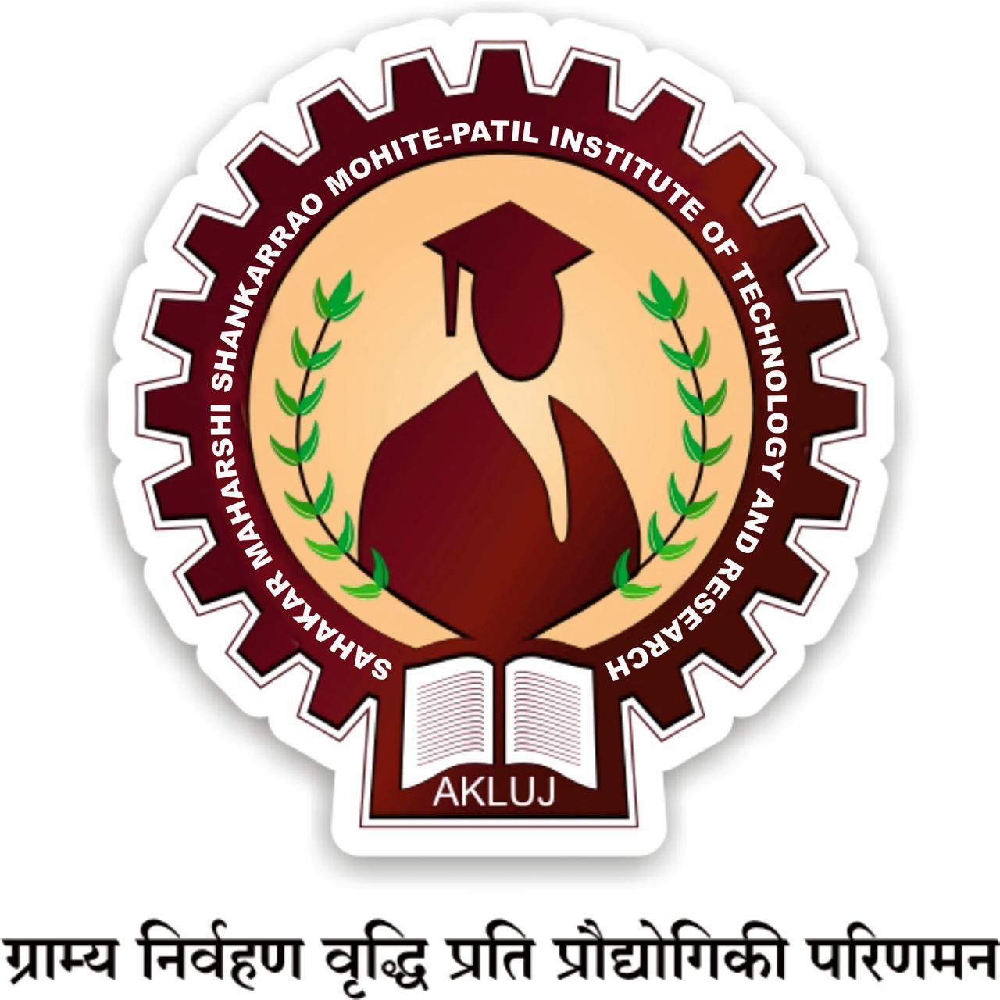 SAHAKAR MAHARSHI SHANKARRAO MOHITE-PATIL INSTITUTE OF TECHNOLOGY AND RESEARCH
AKLUJ
ग्राम्य निर्वहण वृद्धि प्रति प्रौद्योगिकी परिणमन